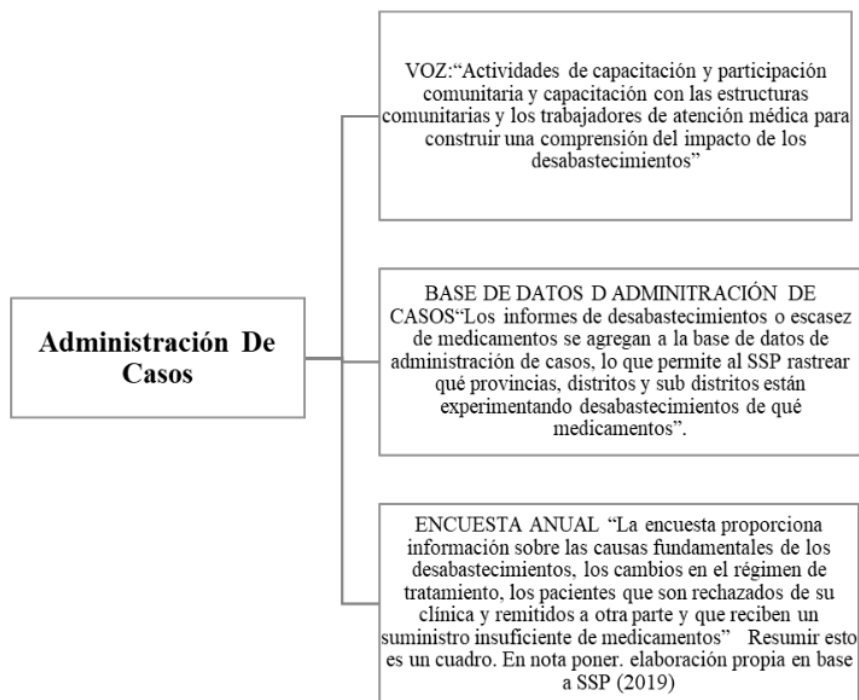 VOZ:“Actividades de capacitación y participación
comunitaria y capacitación con las estructuras
comunitarias y los trabajadores de atención médica para
construir una comprensión del impacto de los
desabastecimientos”
Administración De
Casos
BASE DE DATOS D ADMINITRACIÓN DE
CASOS“Los informes de desabastecimientos o escasez
de medicamentos se agregan a la base de datos de
administración de casos, lo que permite al SSP rastrear
qué provincias, distritos y sub distritos están
experimentando desabastecimientos de qué
medicamentos”.
ENCUESTA ANUAL “La encuesta proporciona
información sobre las causas fundamentales de los
desabastecimientos, los cambios en el régimen de
tratamiento, los pacientes que son rechazados de su
clínica y remitidos a otra parte y que reciben un
suministro insuficiente de medicamentos” Resumir esto
es un cuadro. En nota poner. elaboración propia en base
a SSP (2019)